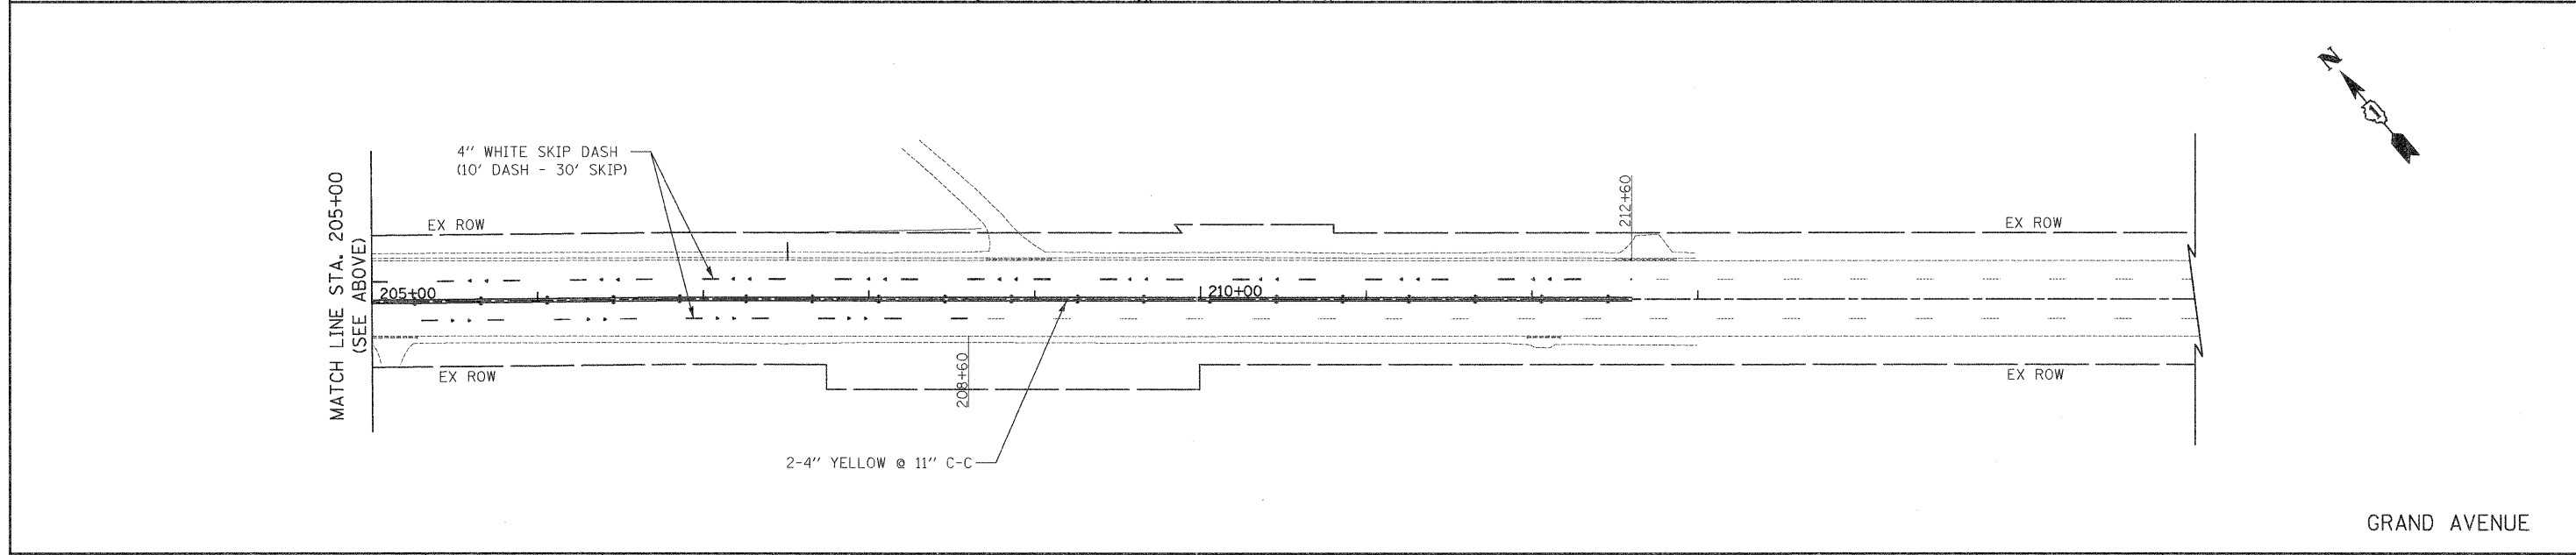 N
4" WHITE SKIP DASH
(10' DASH - 30' SKIP)
MATCH LINE STA. 205+00
(SEE ABOVE)
EX ROW
212+60
EX ROW
205+00
210+00
EX ROW
208+60
EX ROW
2-4" YELLOW @ 11" C-C
GRAND AVENUE